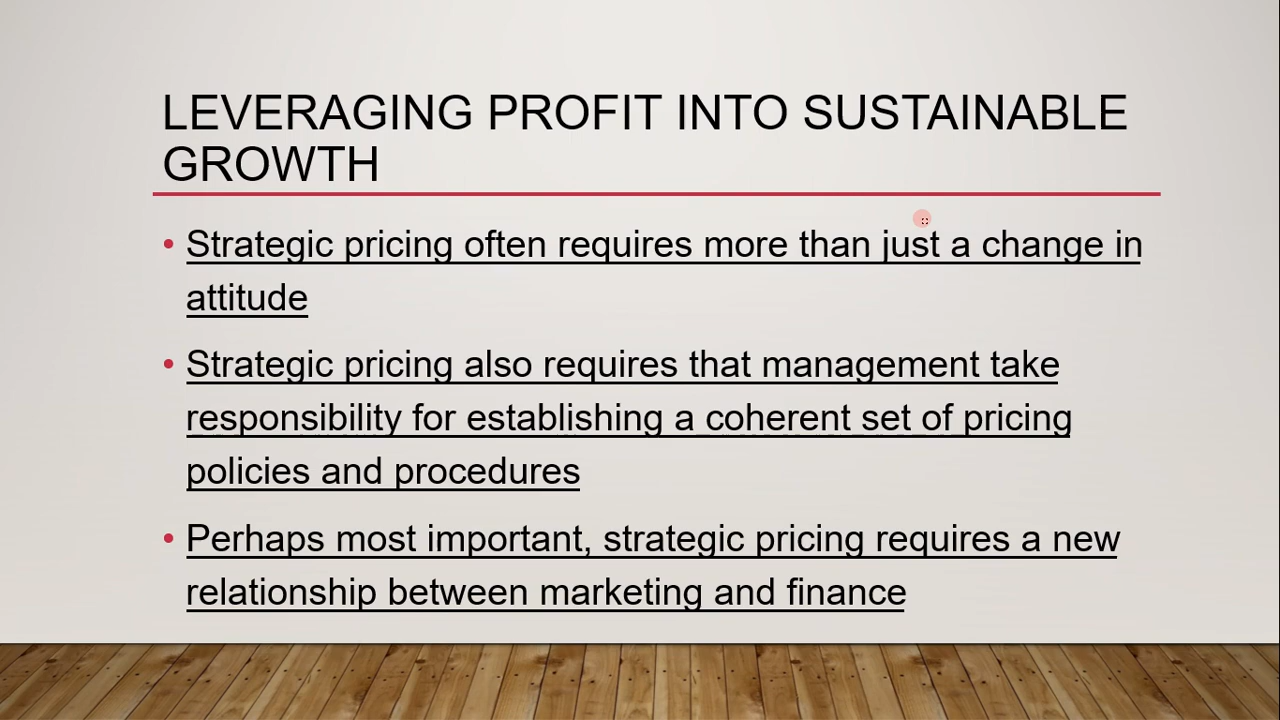 LEVERAGING PROFIT INTO SUSTAINABLE
GROWTH
• Strategic pricing often requires more than just a change in
attitude
• Strategic pricing also requires that management take
responsibility for establishing a coherent set of pricing
policies and procedures
• Perhaps most important, strategic pricing requires a new
relationship between marketing and finance